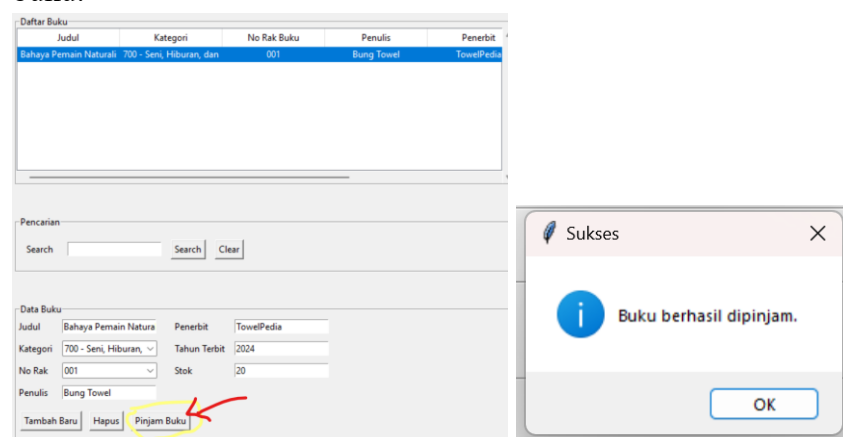 Daftar Buku
Judul Kategori No Rak Buku Penulis Penerbit
Bahaya Pemain Naturali 700 - Seni, Hiburan, dan 001 Bung Towel TowelPedia
Pencarian
Search Search Clear
Data Buku
Judul Bahaya Pemain Natura Penerbit TowelPedia
Kategori 700 - Seni, Hiburan, Tahun Terbit 2024
No Rak 001 Stok 20
Penulis Bung Towel
Tambah Baru Hapus Pinjam Buku
Sukses
Buku berhasil dipinjam.
OK